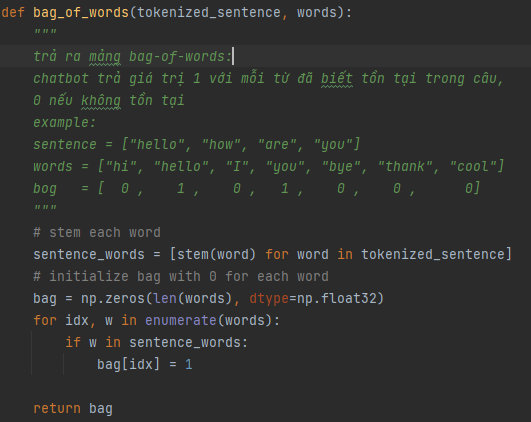 def bag_of_words(tokenized_sentence, words):
    """
    trả ra mảng bag-of-words:
    chatbot trả giá trị 1 với mỗi từ đã biết tồn tại trong câu,
    0 nếu không tồn tại
    example:
    sentence = ["hello", "how", "are", "you"]
    words = ["hi", "hello", "I", "you", "bye", "thank", "cool"]
    bog   = [  0 ,    1 ,    0 ,   1 ,    0 ,    0 ,      0]
    """
    # stem each word
    sentence_words = [stem(word) for word in tokenized_sentence]
    # initialize bag with 0 for each word
    bag = np.zeros(len(words), dtype=np.float32)
    for idx, w in enumerate(words):
        if w in sentence_words:
            bag[idx] = 1
    return bag